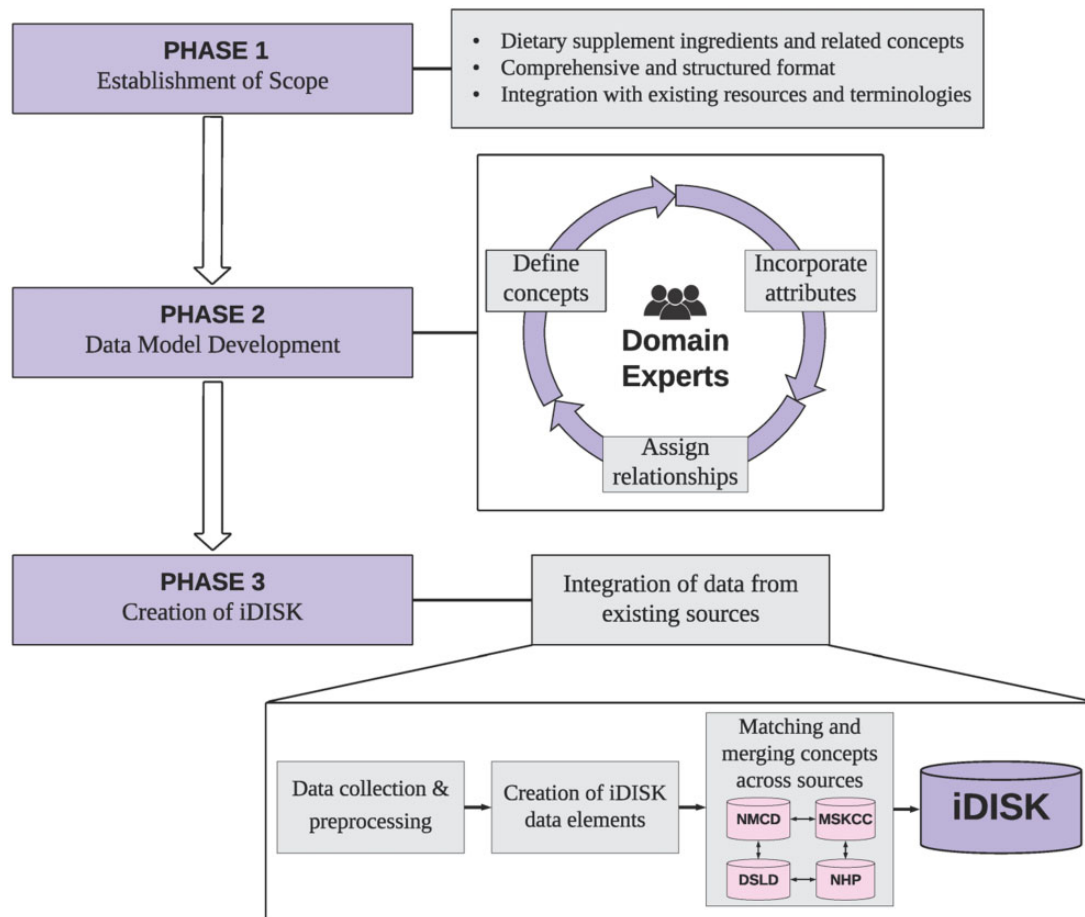 PHASE 1
Establishment of Scope
• Dietary supplement ingredients and related concepts
• Comprehensive and structured format
• Integration with existing resources and terminologies
PHASE 2
Data Model Development
Define
concepts
Incorporate
attributes
Domain
Experts
Assign
relationships
PHASE 3
Creation of iDISK
Integration of data from
existing sources
Data collection &
preprocessing
Creation of iDISK
data elements
Matching and
merging concepts
across sources
NMCD
MSKCC
DSLD
NHP
iDISK